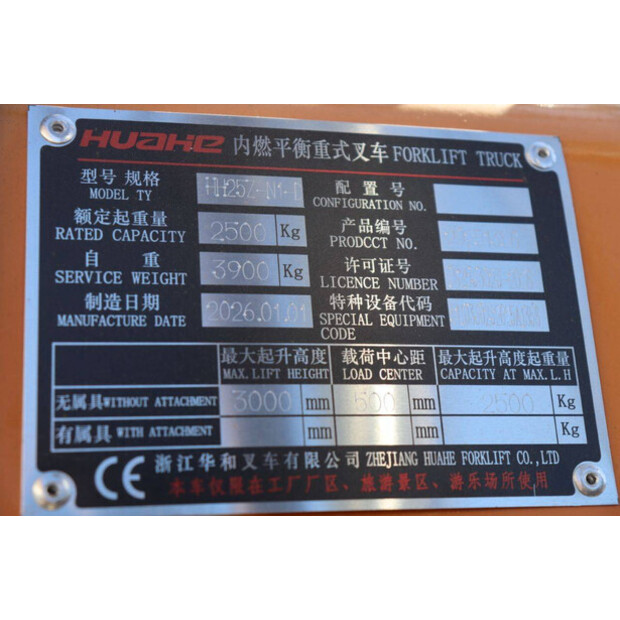 HUAHE 内燃平衡重式叉车 FORKLIFT TRUCK
型号 规格 MODEL TY HH25Z-N1-I
配置号 CONFIGURATION NO.
额定起重量 RATED CAPACITY 2500 Kg
产品编号 PRODCCT NO.
自重 SERVICE WEIGHT 3900 Kg
许可证号 LICENCE NUMBER
制造日期 MANUFACTURE DATE 2026.01.01
特种设备代码 SPECIAL EQUIPMENT CODE
最大起升高度 MAX. LIFT HEIGHT
载荷中心距 LOAD CENTER
最大起升高度起重量 CAPACITY AT MAX. L.H
无属具 WITHOUT ATTACHMENT 3000 mm 500 mm 2500 Kg
有属具 WITH ATTACHMENT mm mm Kg
CE 浙江华和叉车有限公司 ZHEJIANG HUAHE FORKLIFT CO.,LTD
本车仅限在工厂厂区、旅游景区、游乐场所使用